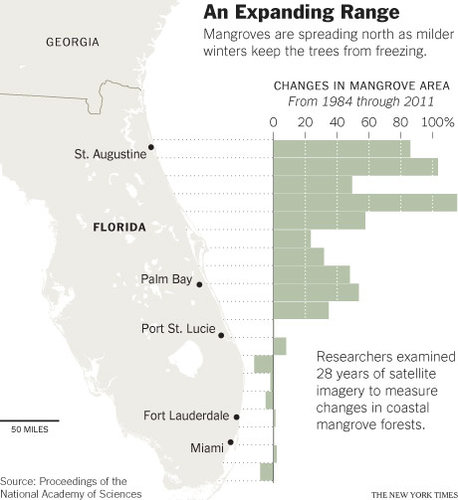 An Expanding Range
Mangroves are spreading north as milder
winters keep the trees from freezing.
GEORGIA
CHANGES IN MANGROVE AREA
From 1984 through 2011
0 20 40 60 80 100%
St. Augustine
FLORIDA
Palm Bay
Port St. Lucie
Researchers examined
28 years of satellite
imagery to measure
changes in coastal
mangrove forests.
Fort Lauderdale
50 MILES
Miami
Source: Proceedings of the
National Academy of Sciences
THE NEW YORK TIMES